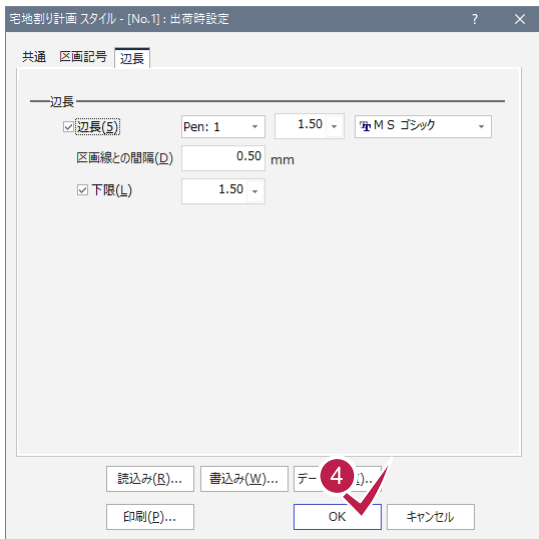 宅地割り計画 スタイル - [No.1] : 出荷時設定 ? ×
共通 区画記号 辺長
辺長
辺長(5) Pen: 1 1.50 ＭＳ ゴシック
区画線との間隔(D) 0.50 mm
下限(L) 1.50
読込み(R)... 書込み(W)... デー 4 )...
印刷(P)... OK キャンセル